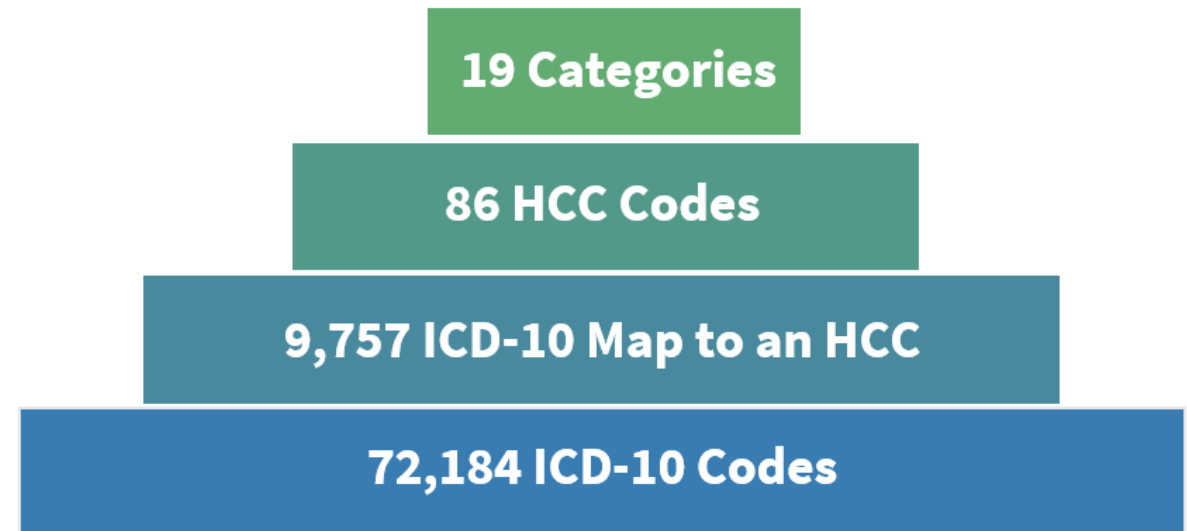 19 Categories
86 HCC Codes
9,757 ICD-10 Map to an HCC
72,184 ICD-10 Codes